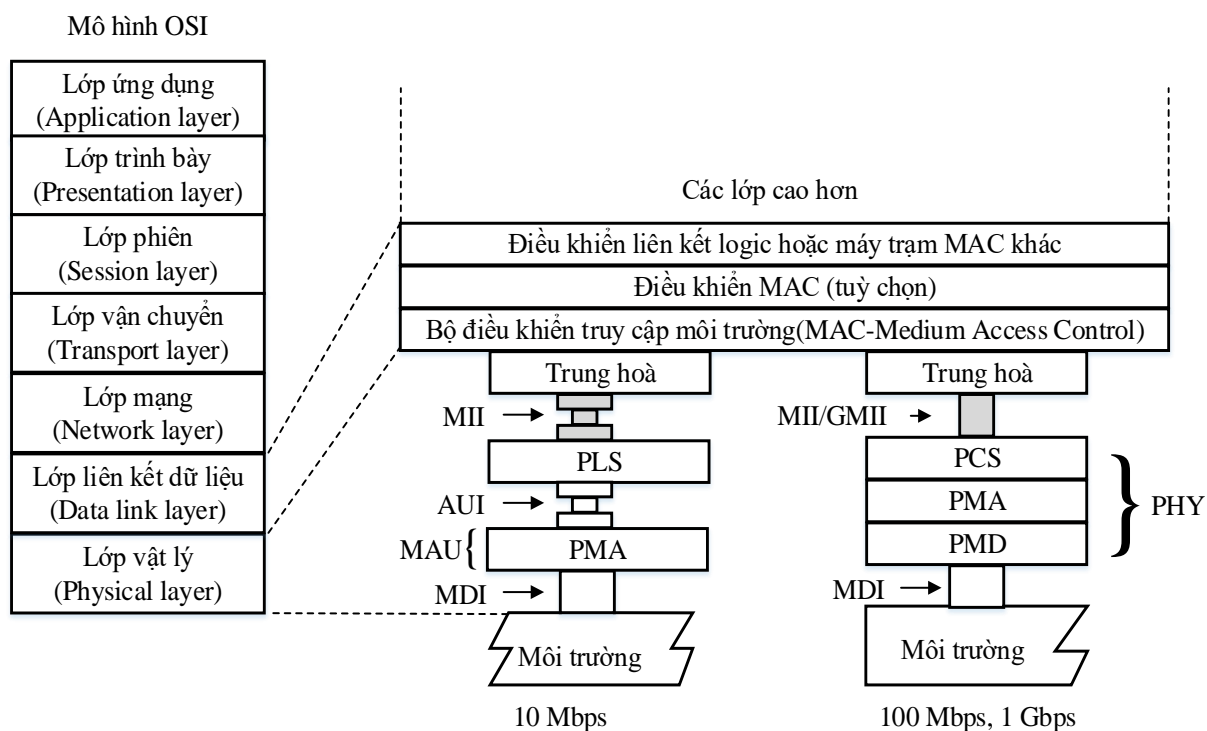 Mô hình OSI
Lớp ứng dụng
(Application layer)
Lớp trình bày
(Presentation layer)
Lớp phiên
(Session layer)
Lớp vận chuyển
(Transport layer)
Lớp mạng
(Network layer)
Lớp liên kết dữ liệu
(Data link layer)
Lớp vật lý
(Physical layer)
Các lớp cao hơn
Điều khiển liên kết logic hoặc máy trạm MAC khác
Điều khiển MAC (tuỳ chọn)
Bộ điều khiển truy cập môi trường(MAC-Medium Access Control)
Trung hoà
MII
PLS
AUI
MAU
PMA
MDI
Môi trường
10 Mbps
Trung hoà
MII/GMII
PCS
PMA
PMD
PHY
MDI
Môi trường
100 Mbps, 1 Gbps